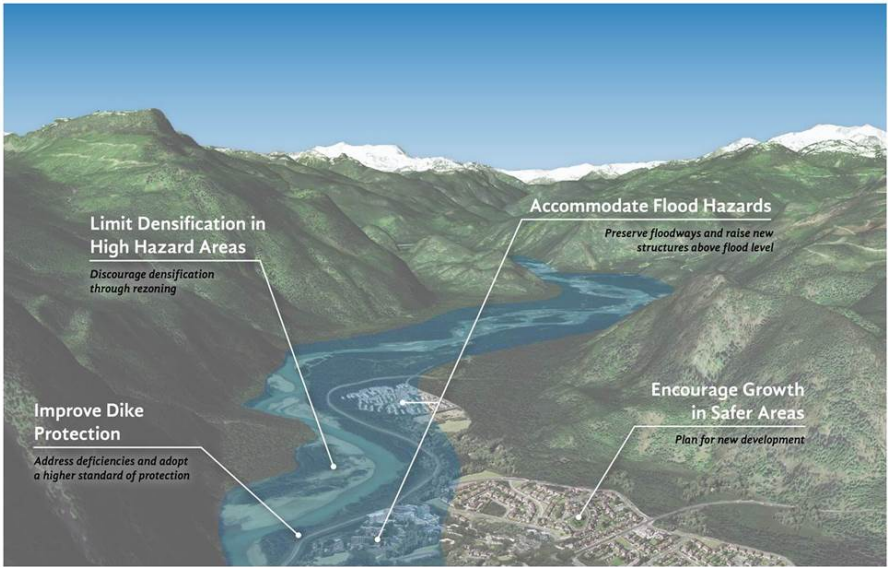 Limit Densification in
High Hazard Areas
Discourage densification
through rezoning
Accommodate Flood Hazards
Preserve floodways and raise new
structures above flood level
Improve Dike
Protection
Address deficiencies and adopt
a higher standard of protection
Encourage Growth
in Safer Areas
Plan for new development